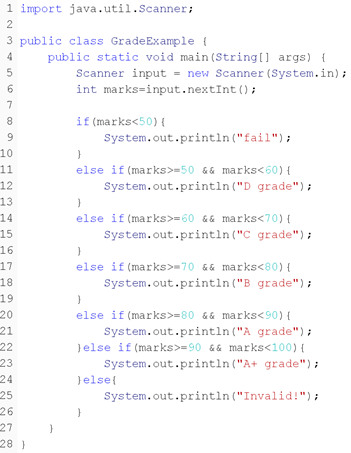 1 import java.util.Scanner;
2
3 public class GradeExample {
4     public static void main(String[] args) {
5         Scanner input = new Scanner(System.in);
6         int marks=input.nextInt();
7
8         if(marks<50){
9             System.out.println("fail");
10         }
11         else if(marks>=50 && marks<60){
12             System.out.println("D grade");
13         }
14         else if(marks>=60 && marks<70){
15             System.out.println("C grade");
16         }
17         else if(marks>=70 && marks<80){
18             System.out.println("B grade");
19         }
20         else if(marks>=80 && marks<90){
21             System.out.println("A grade");
22         }else if(marks>=90 && marks<100){
23             System.out.println("A+ grade");
24         }else{
25             System.out.println("Invalid!");
26         }
27     }
28 }